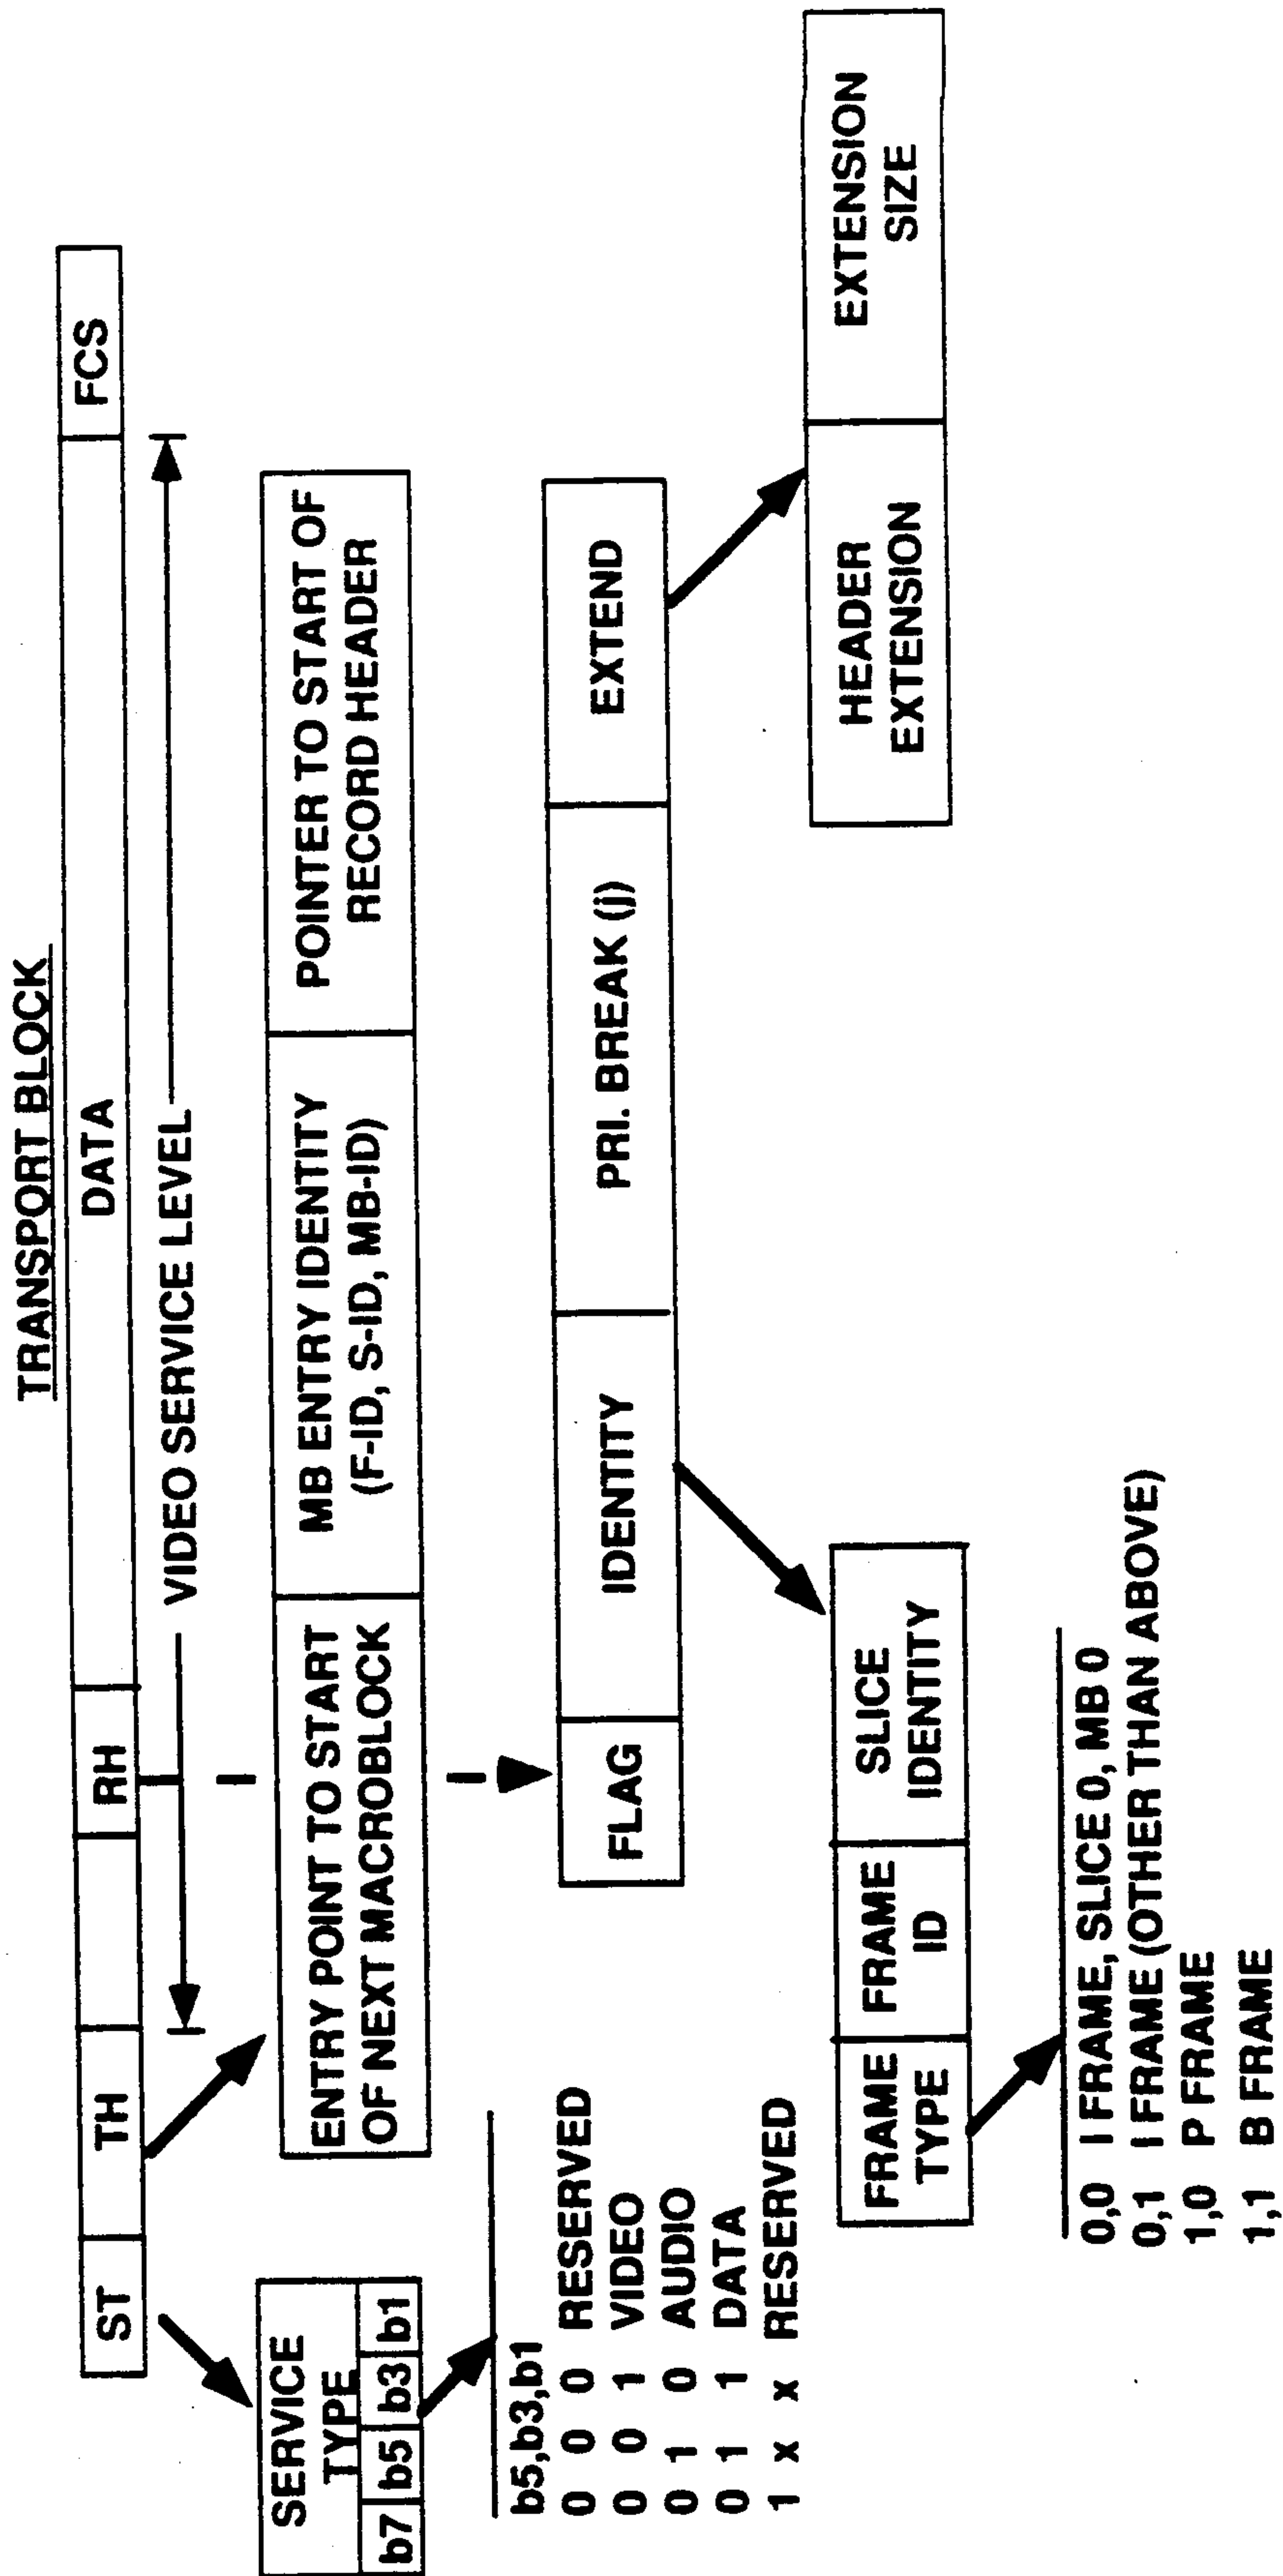 TRANSPORT BLOCK
ST TH RH DATA FCS
VIDEO SERVICE LEVEL
SERVICE
TYPE
b7 b5 b3 b1
b5,b3,b1
0 0 0 RESERVED
0 0 1 VIDEO
0 1 0 AUDIO
0 1 1 DATA
1 x x RESERVED
ENTRY POINT TO START
OF NEXT MACROBLOCK
MB ENTRY IDENTITY
(F-ID, S-ID, MB-ID)
POINTER TO START OF
RECORD HEADER
FLAG IDENTITY PRI. BREAK (j) EXTEND
FRAME
TYPE
FRAME
ID
SLICE
IDENTITY
HEADER
EXTENSION
EXTENSION
SIZE
0,0 I FRAME, SLICE 0, MB 0
0,1 I FRAME (OTHER THAN ABOVE)
1,0 P FRAME
1,1 B FRAME